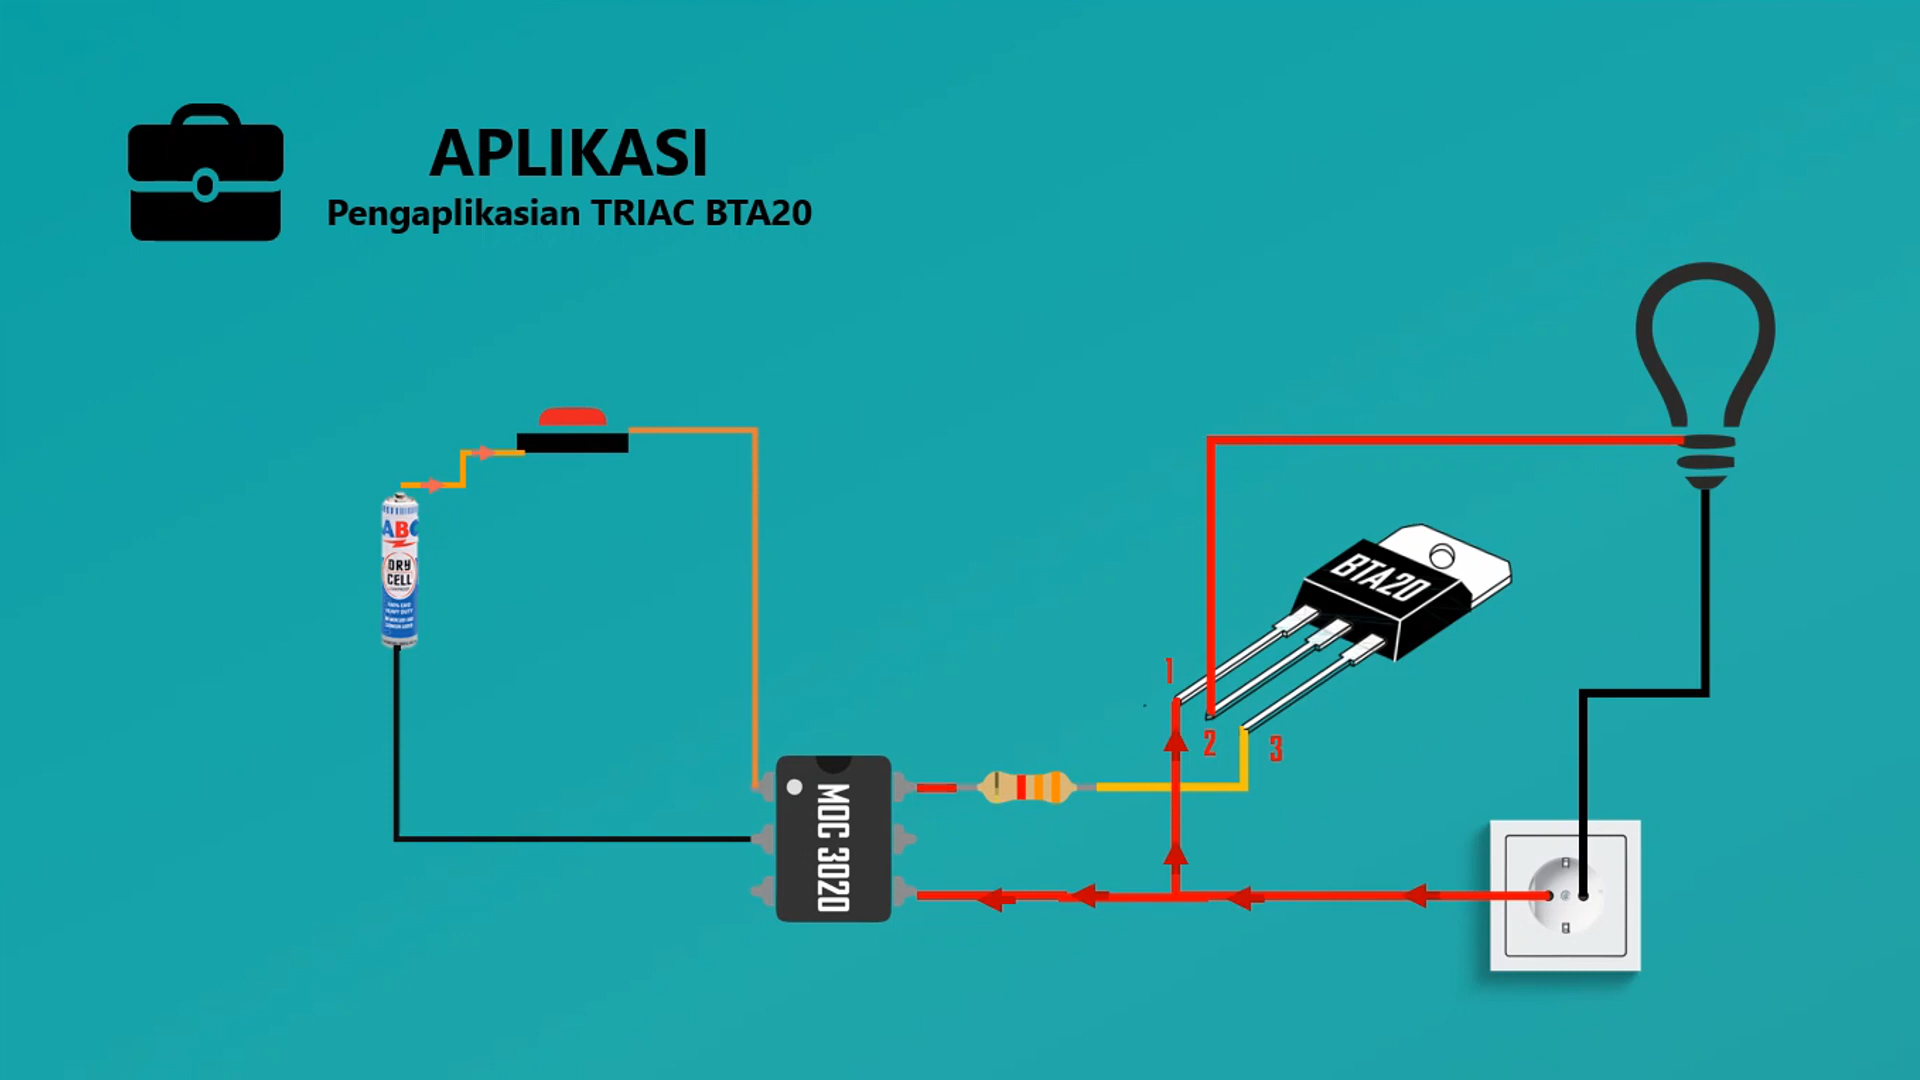 APLIKASI
Pengaplikasian TRIAC BTA20
ABC
DRY
CELL
BTA20
1
2
3
MOC 3020